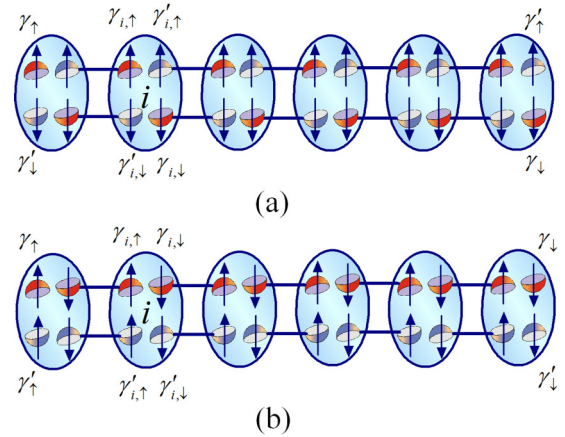 γ↑ γi,↑ γ′i,↑ γ′↑
i
γ′↓ γ′i,↓ γi,↓ γ↓
(a)
γ↑ γi,↑ γi,↓ γ↓
i
γ′↑ γ′i,↑ γ′i,↓ γ′↓
(b)